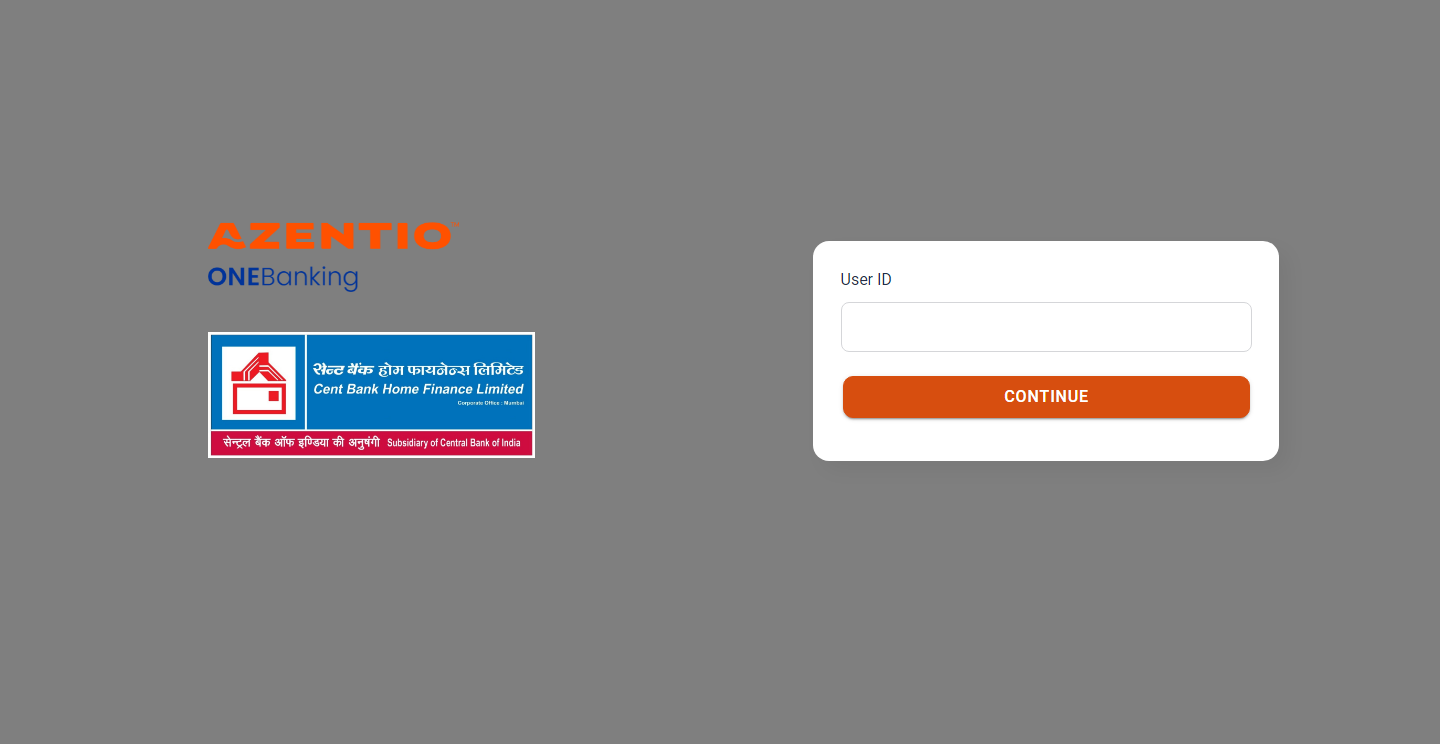 AZENTIO
ONEBanking
सेन्ट बैंक होम फायनेन्स लिमिटेड
Cent Bank Home Finance Limited
Corporate Office : Mumbai
सेन्ट्रल बैंक ऑफ इण्डिया की अनुषंगी Subsidiary of Central Bank of India
User ID
CONTINUE